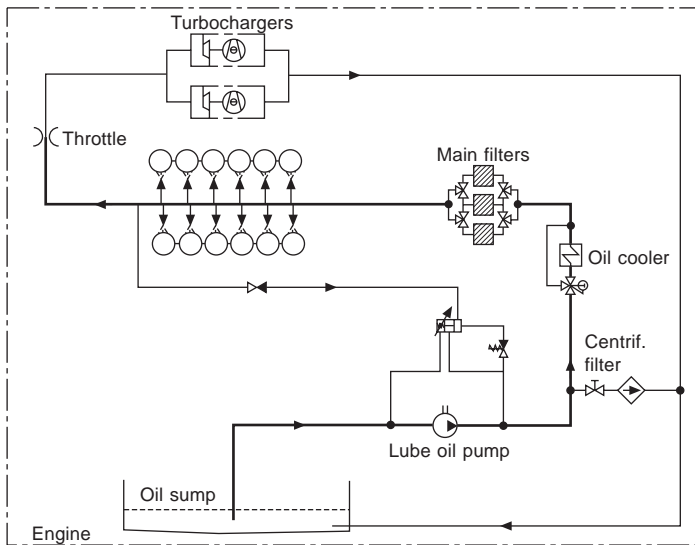 Turbochargers
Throttle
Main filters
Oil cooler
Centrif.
filter
Lube oil pump
Oil sump
Engine